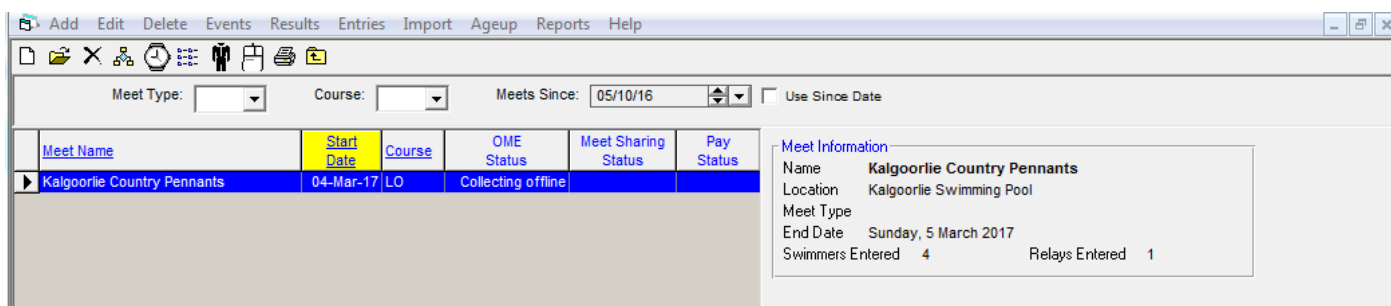 Add Edit Delete Events Results Entries Import Ageup Reports Help
Meet Type: Course: Meets Since: 05/10/16 Use Since Date
Meet Name Start Date Course OME Status Meet Sharing Status Pay Status
Kalgoorlie Country Pennants 04-Mar-17 LO Collecting offline
Meet Information
Name Kalgoorlie Country Pennants
Location Kalgoorlie Swimming Pool
Meet Type
End Date Sunday, 5 March 2017
Swimmers Entered 4 Relays Entered 1